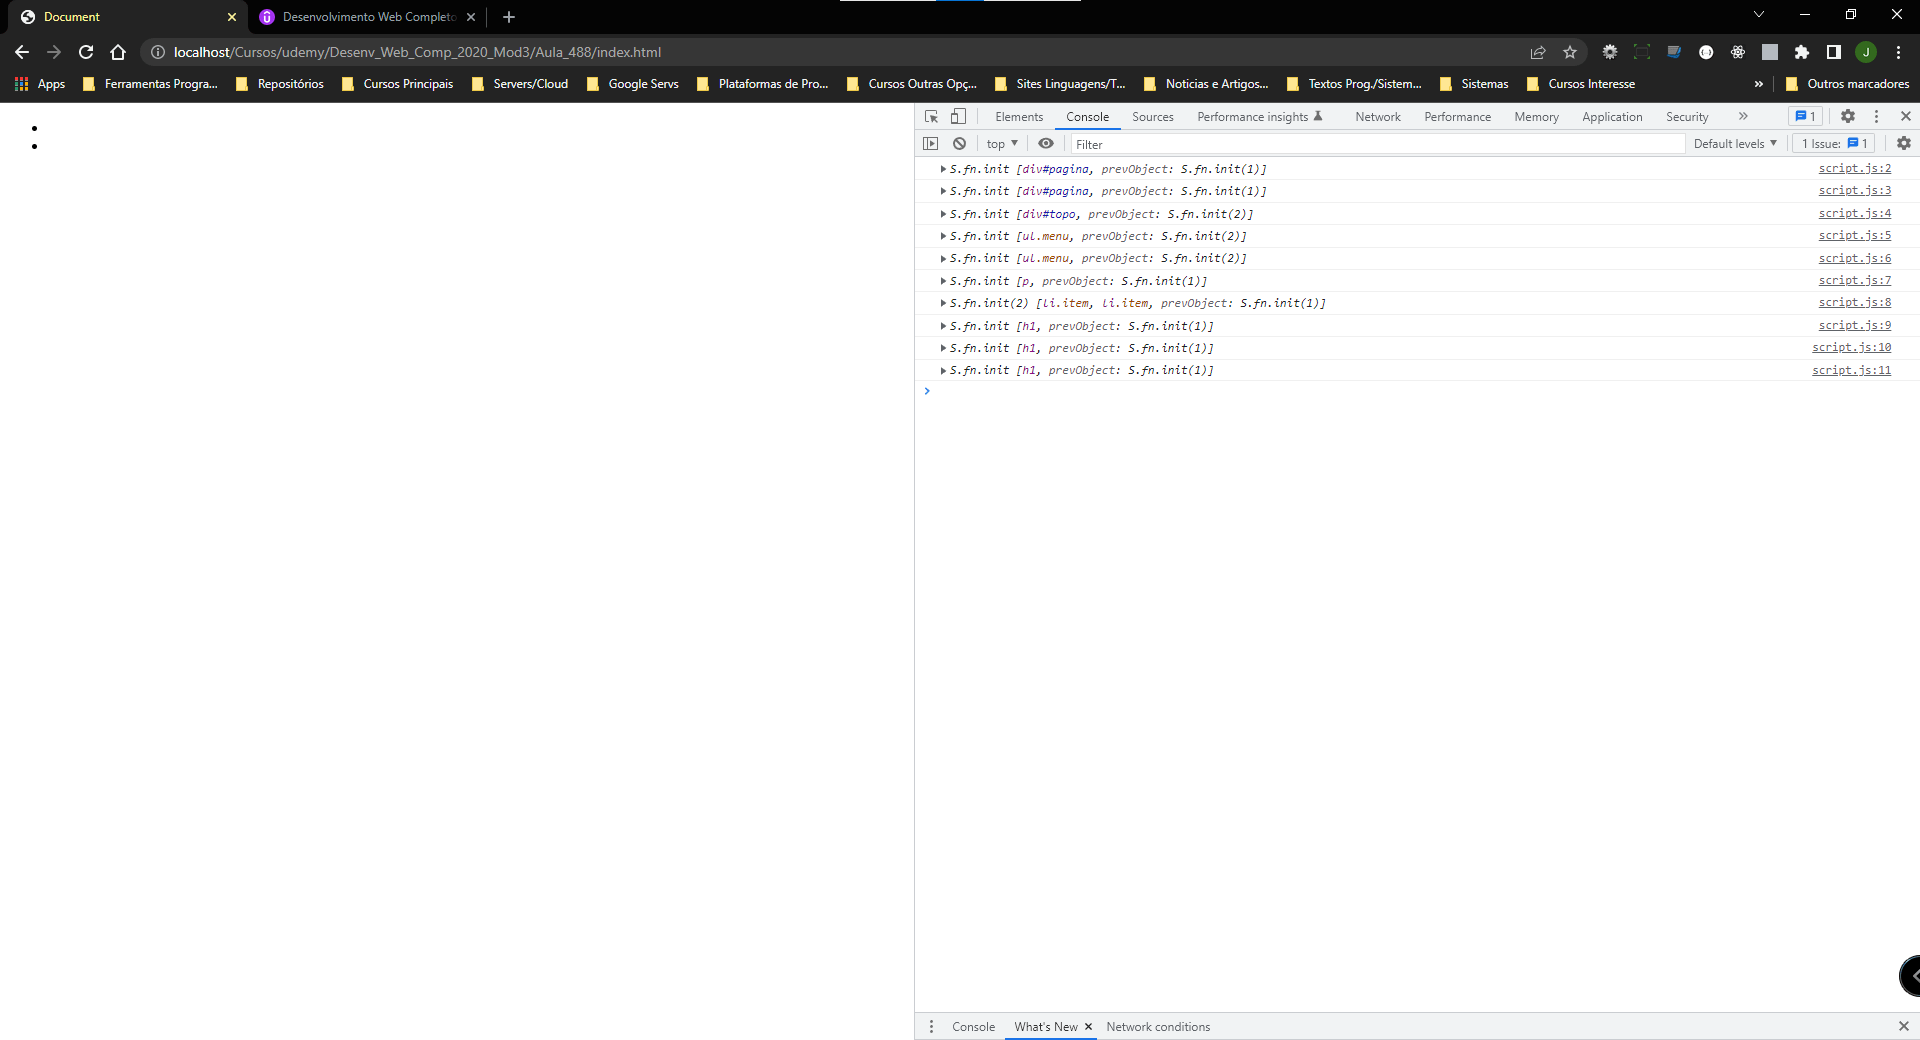 Document
Desenvolvimento Web Completo
localhost/Cursos/udemy/Desenv_Web_Comp_2020_Mod3/Aula_488/index.html
J
Apps Ferramentas Progra... Repositórios Cursos Principais Servers/Cloud Google Servs Plataformas de Pro... Cursos Outras Opç... Sites Linguagens/T... Noticias e Artigos... Textos Prog./Sistem... Sistemas Cursos Interesse » Outros marcadores
Elements Console Sources Performance insights Network Performance Memory Application Security » 1
top Filter Default levels 1 Issue: 1
S.fn.init [div#pagina, prevObject: S.fn.init(1)] script.js:2
S.fn.init [div#pagina, prevObject: S.fn.init(1)] script.js:3
S.fn.init [div#topo, prevObject: S.fn.init(2)] script.js:4
S.fn.init [ul.menu, prevObject: S.fn.init(2)] script.js:5
S.fn.init [ul.menu, prevObject: S.fn.init(2)] script.js:6
S.fn.init [p, prevObject: S.fn.init(1)] script.js:7
S.fn.init(2) [li.item, li.item, prevObject: S.fn.init(1)] script.js:8
S.fn.init [h1, prevObject: S.fn.init(1)] script.js:9
S.fn.init [h1, prevObject: S.fn.init(1)] script.js:10
S.fn.init [h1, prevObject: S.fn.init(1)] script.js:11
Console What's New Network conditions